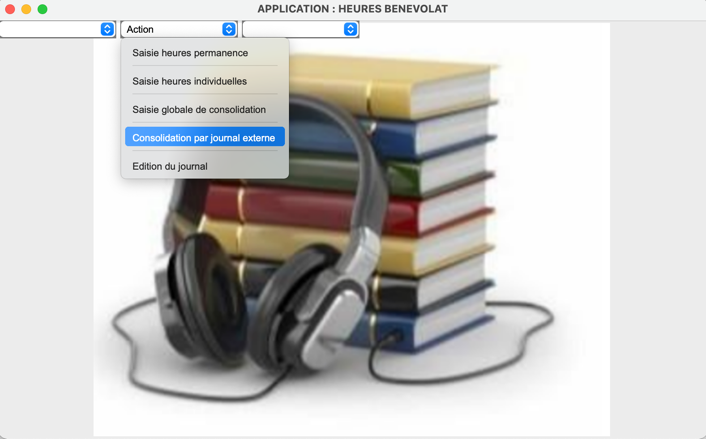 APPLICATION : HEURES BENEVOLAT
Action
Saisie heures permanence
Saisie heures individuelles
Saisie globale de consolidation
Consolidation par journal externe
Edition du journal